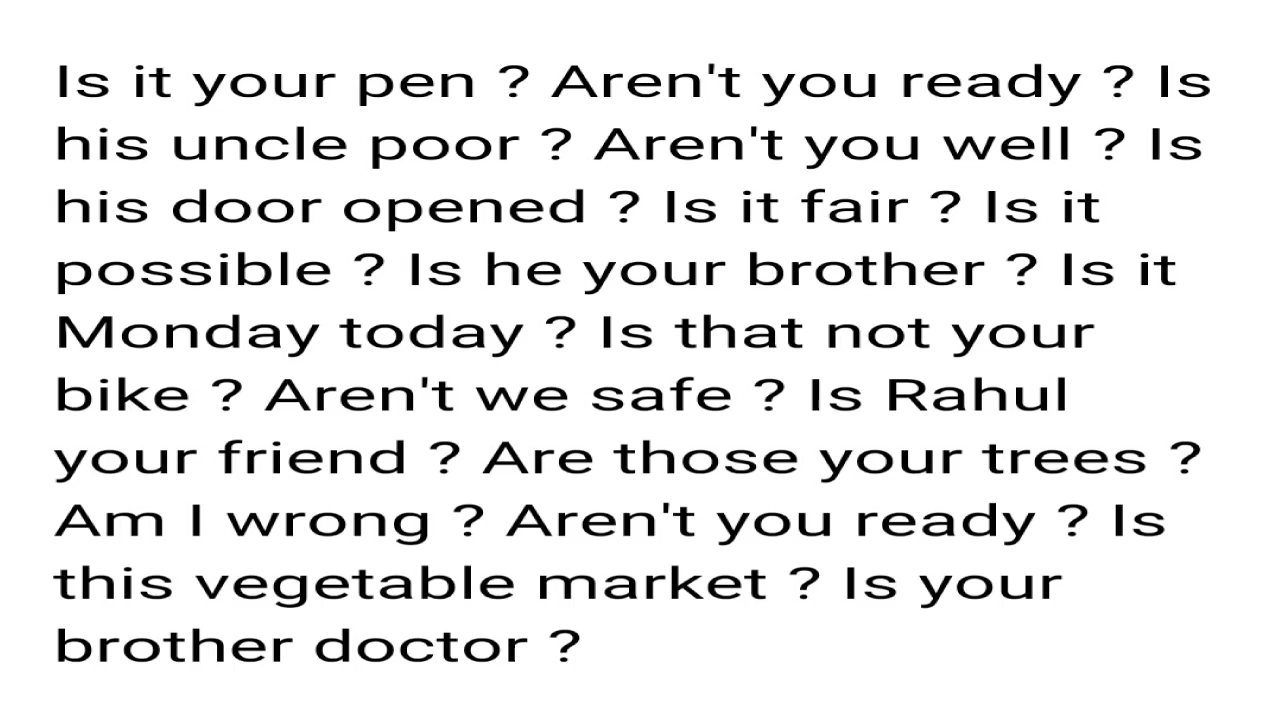 Is it your pen ? Aren't you ready ? Is
his uncle poor ? Aren't you well ? Is
his door opened ? Is it fair ? Is it
possible ? Is he your brother ? Is it
Monday today ? Is that not your
bike ? Aren't we safe ? Is Rahul
your friend ? Are those your trees ?
Am I wrong ? Aren't you ready ? Is
this vegetable market ? Is your
brother doctor ?